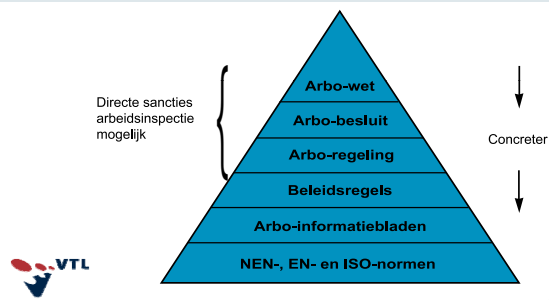 Arbo-wet
Directe sancties
arbeidsinspectie
mogelijk
Arbo-besluit
Concreter
Arbo-regeling
Beleidsregels
Arbo-informatiebladen
NEN-, EN- en ISO-normen
VTL